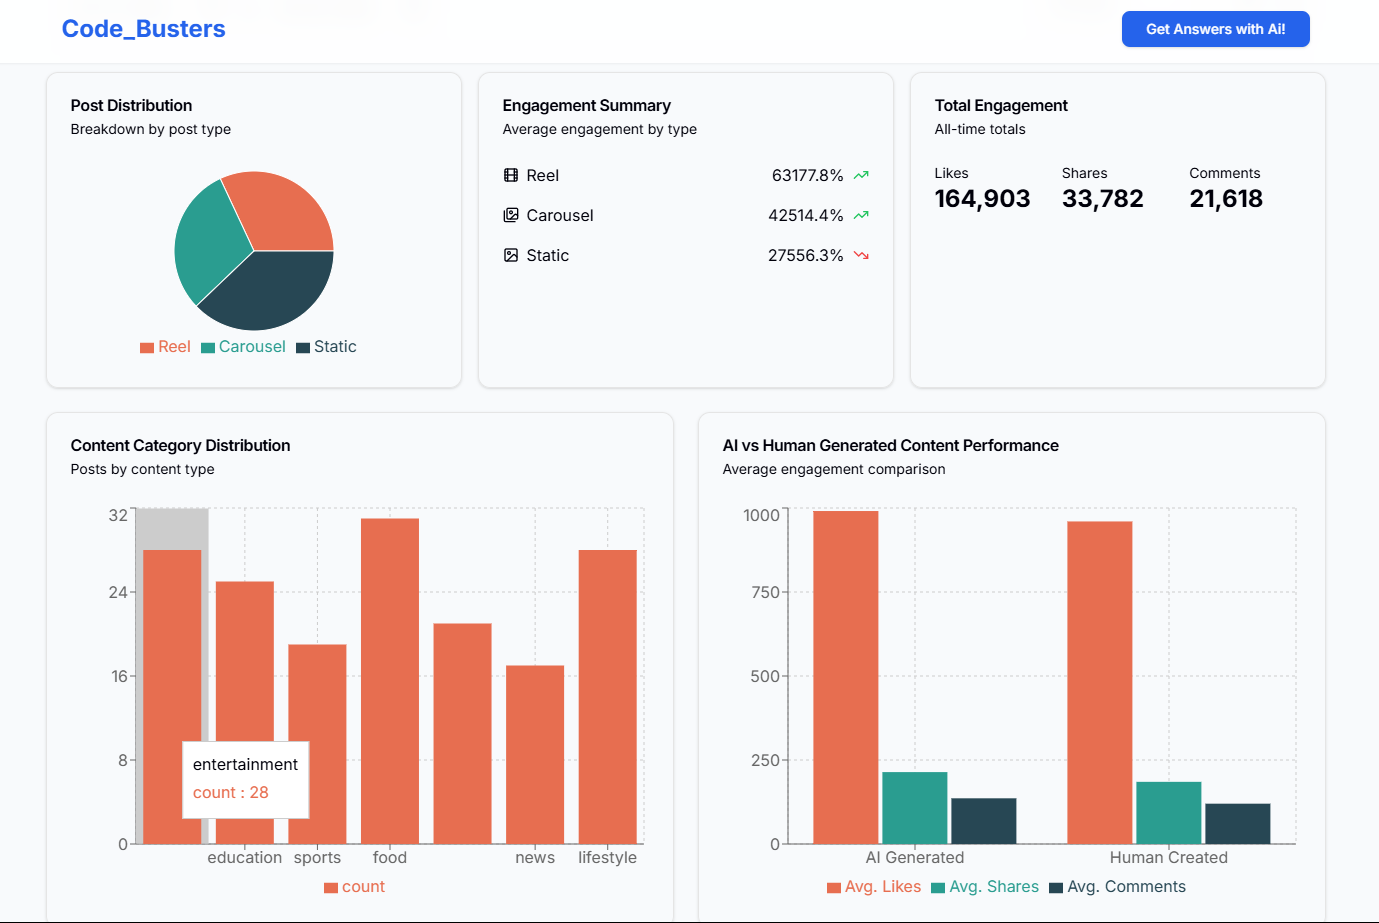 Code_Busters
Get Answers with Ai!
Post Distribution
Breakdown by post type
Reel
Carousel
Static
Engagement Summary
Average engagement by type
Reel 63177.8%
Carousel 42514.4%
Static 27556.3%
Total Engagement
All-time totals
Likes Shares Comments
164,903 33,782 21,618
Content Category Distribution
Posts by content type
32
24
16
8
0
entertainment
count : 28
education sports food news lifestyle
count
AI vs Human Generated Content Performance
Average engagement comparison
1000
750
500
250
0
AI Generated Human Created
Avg. Likes Avg. Shares Avg. Comments